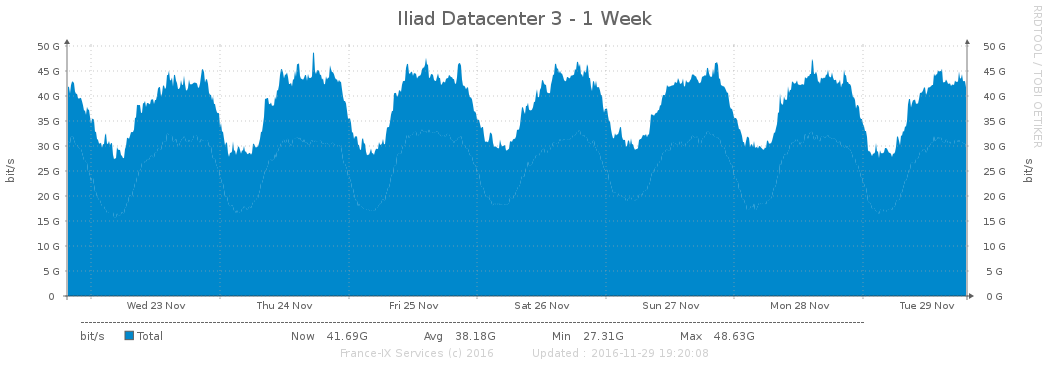 Iliad Datacenter 3 - 1 Week
RRDTOOL / TOBI OETIKER
50 G 50 G
45 G 45 G
40 G 40 G
35 G 35 G
30 G 30 G
25 G 25 G
20 G 20 G
15 G 15 G
10 G 10 G
5 G 5 G
0 0 G
bit/s
bit/s
Wed 23 Nov Thu 24 Nov Fri 25 Nov Sat 26 Nov Sun 27 Nov Mon 28 Nov Tue 29 Nov
bit/s Total Now 41.69G Avg 38.18G Min 27.31G Max 48.63G
France-IX Services (c) 2016 Updated : 2016-11-29 19:20:08